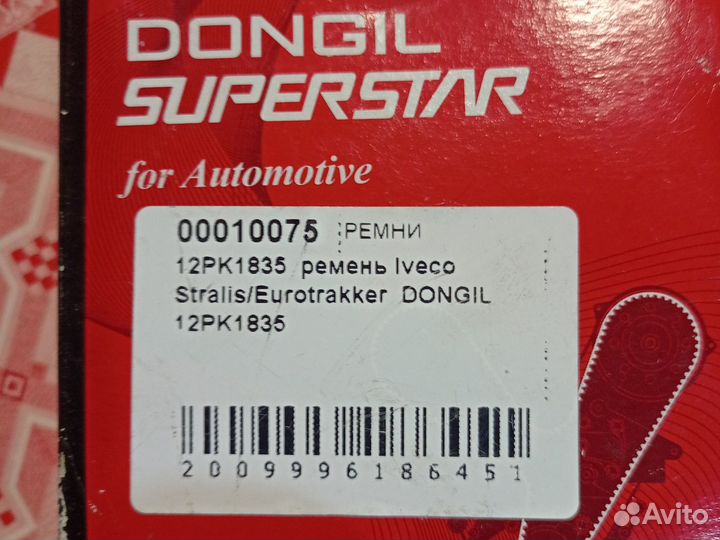 DONGIL
SUPERSTAR
for Automotive
00010075 РЕМНИ
12PK1835 ремень Iveco
Stralis/Eurotrakker DONGIL
12PK1835
2009996186451
Avito